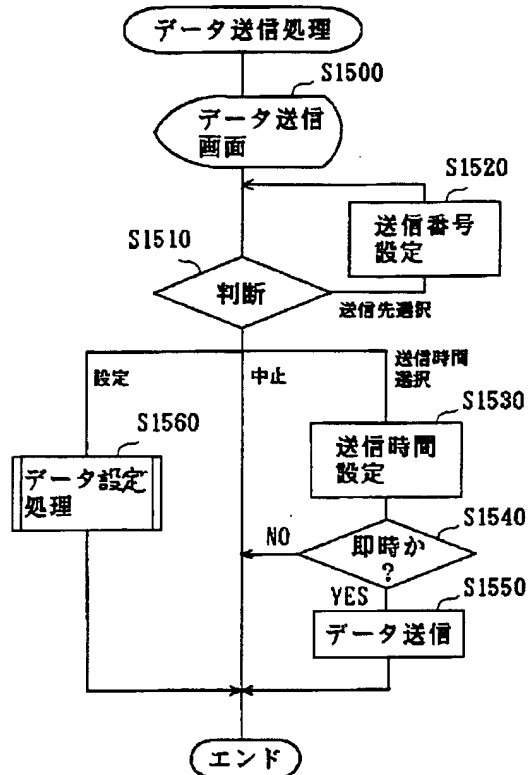 データ送信処理
S1500
データ送信
画面
S1520
送信番号
設定
S1510
判断
送信先選択
設定
中止
送信時間
選択
S1560
データ設定
処理
S1530
送信時間
設定
S1540
即時か
?
NO
YES
S1550
データ送信
エンド